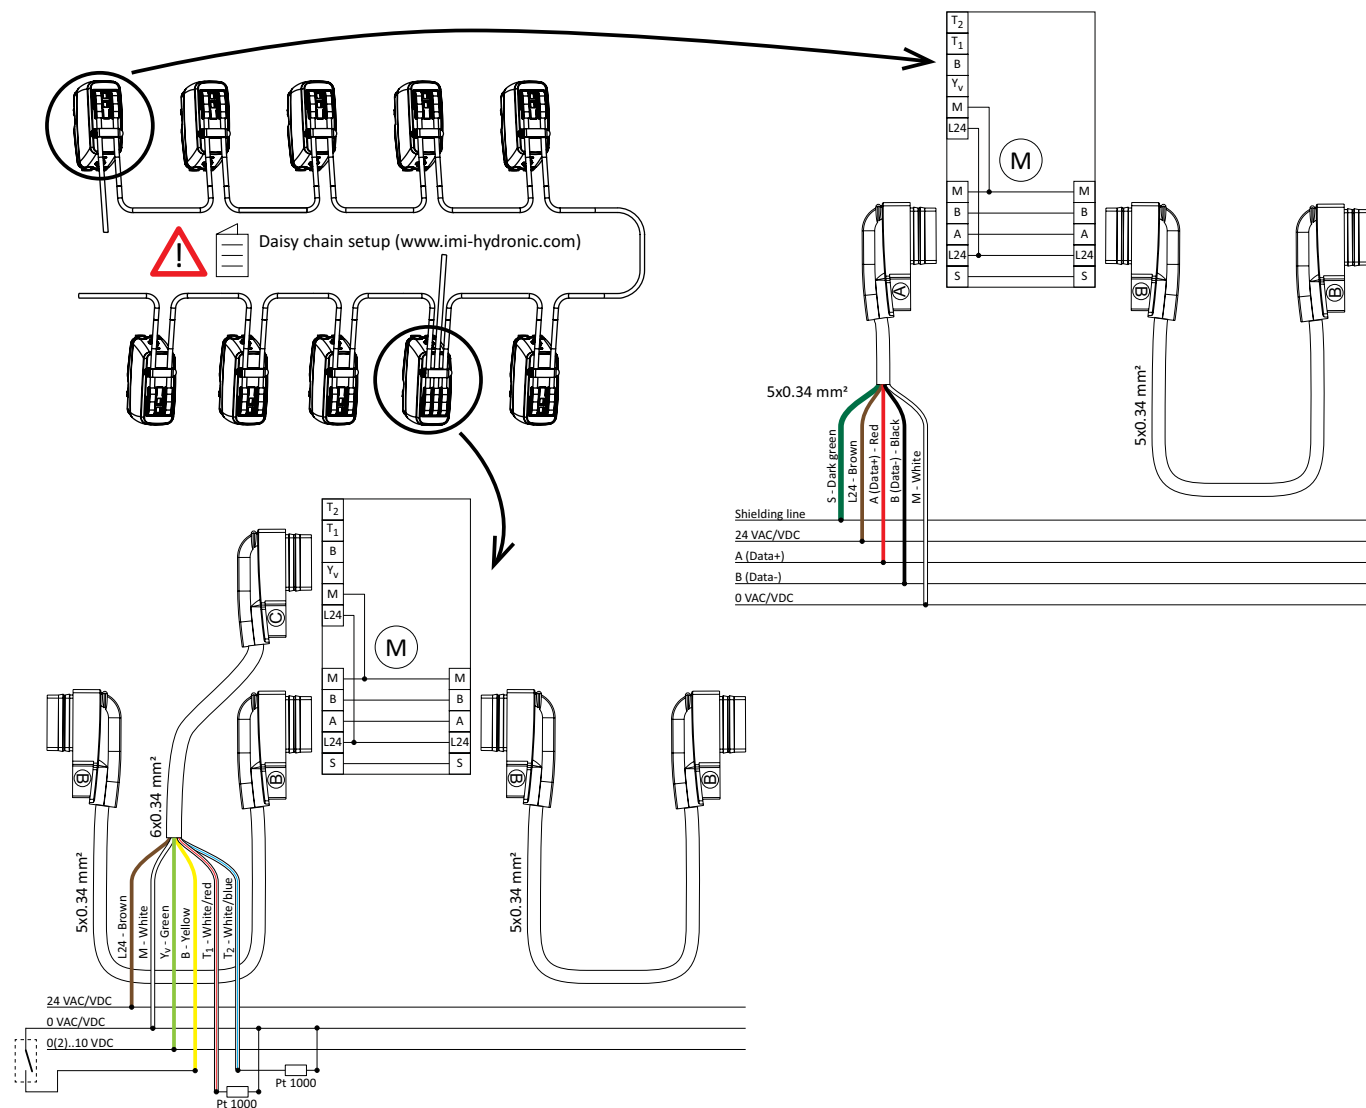 T2
T1
B
Yv
M
L24
M
M
B
A
L24
S
M
B
A
L24
S
Daisy chain setup (www.imi-hydronic.com)
!
A
B
B
5x0.34 mm²
5x0.34 mm²
S - Dark green
L24 - Brown
A (Data+) - Red
B (Data-) - Black
M - White
Shielding line
24 VAC/VDC
A (Data+)
B (Data-)
0 VAC/VDC
T2
T1
B
Yv
M
L24
M
M
B
A
L24
S
M
B
A
L24
S
C
B
B
B
B
6x0.34 mm²
5x0.34 mm²
5x0.34 mm²
L24 - Brown
M - White
Yv - Green
B - Yellow
T1 - White/red
T2 - White/blue
24 VAC/VDC
0 VAC/VDC
0(2)..10 VDC
Pt 1000
Pt 1000